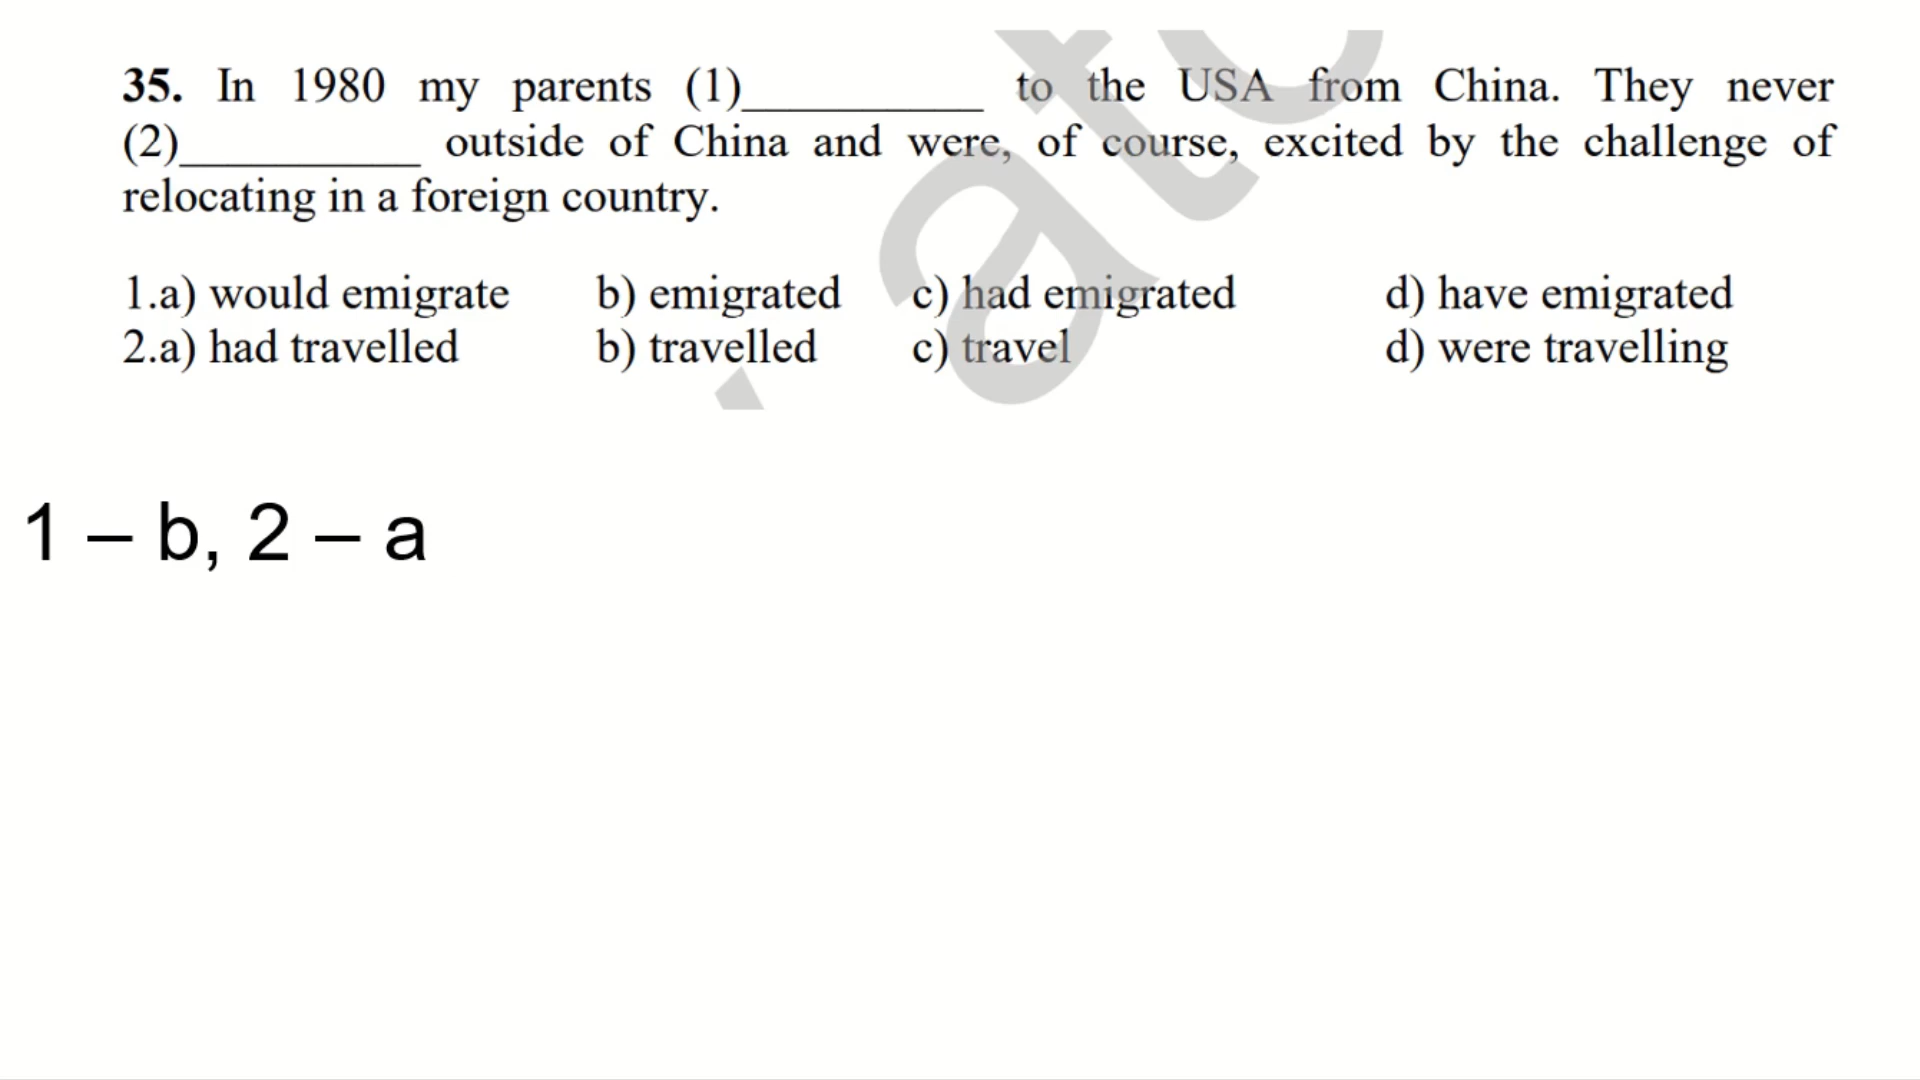 35. In 1980 my parents (1)__________ to the USA from China. They never
(2)__________ outside of China and were, of course, excited by the challenge of
relocating in a foreign country.
1.a) would emigrate b) emigrated c) had emigrated d) have emigrated
2.a) had travelled b) travelled c) travel d) were travelling
1 – b, 2 – a